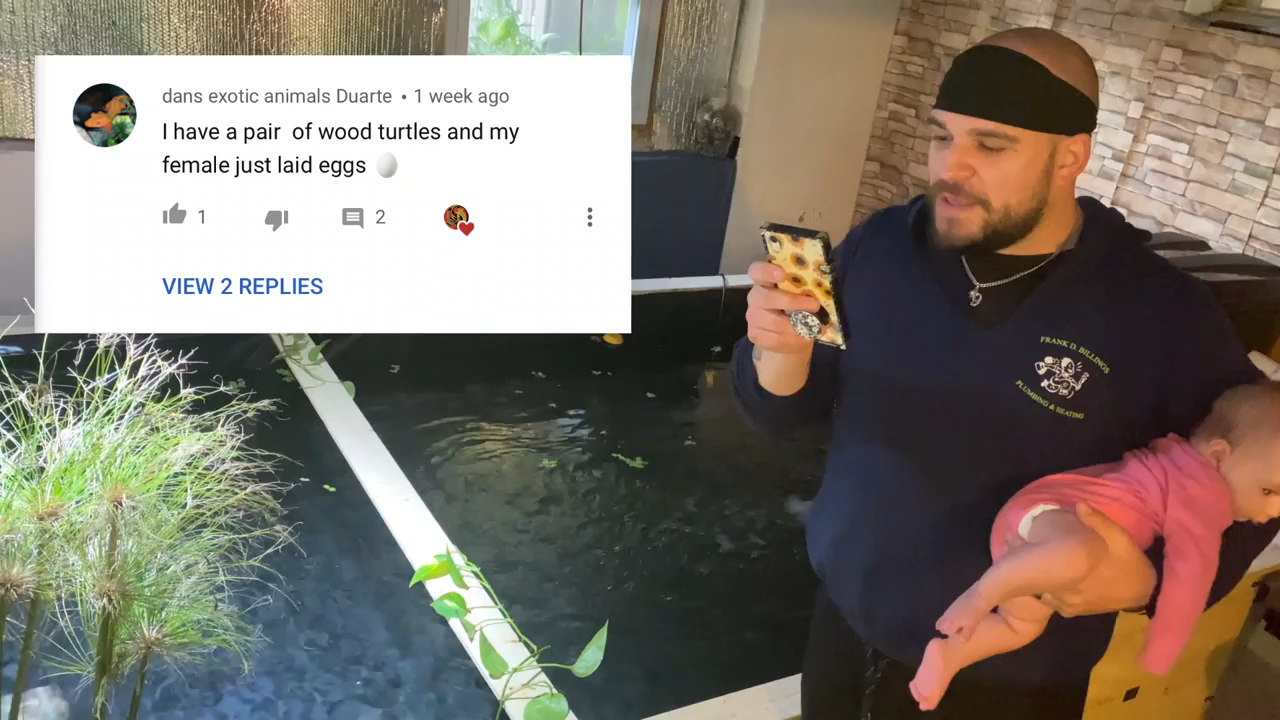 dans exotic animals Duarte • 1 week ago
I have a pair of wood turtles and my
female just laid eggs 🥚
1
2
VIEW 2 REPLIES
FRANK D. BILLINGS
PLUMBING & HEATING